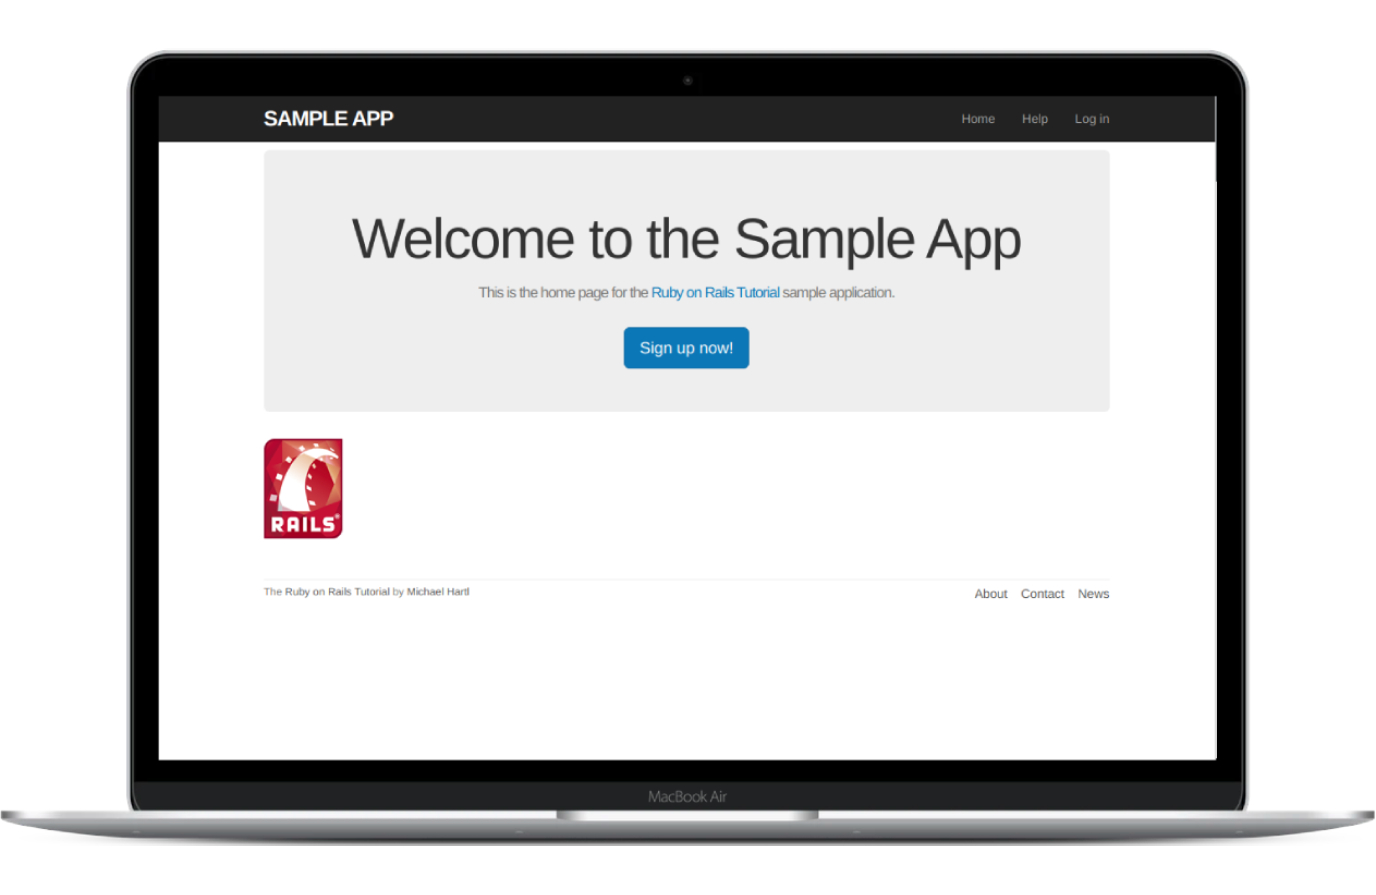 SAMPLE APP
Home Help Log in
Welcome to the Sample App
This is the home page for the Ruby on Rails Tutorial sample application.
Sign up now!
RAILS®
The Ruby on Rails Tutorial by Michael Hartl
About Contact News
MacBook Air